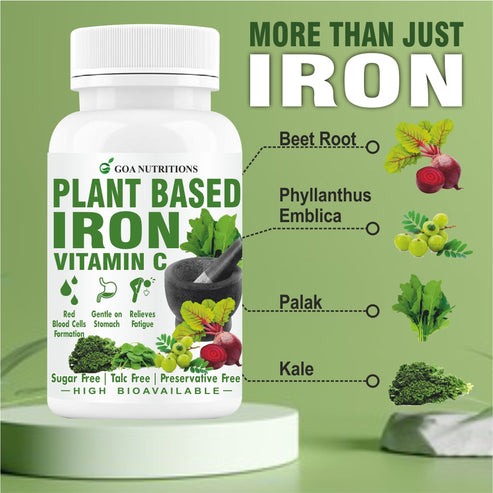 MORE THAN JUST
IRON
Beet Root
Phyllanthus
Emblica
Palak
Kale
GOA NUTRITIONS
PLANT BASED
IRON
VITAMIN C
Red
Blood Cells
Formation
Gentle on
Stomach
Relieves
Fatigue
Sugar Free | Talc Free | Preservative Free
HIGH BIOAVAILABLE